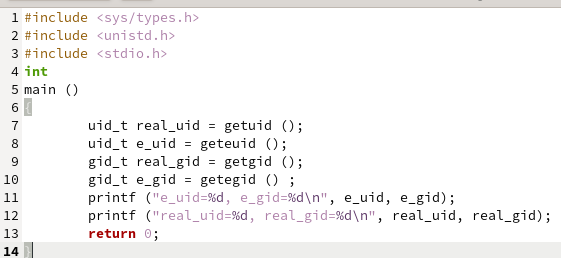 1 #include <sys/types.h>
2 #include <unistd.h>
3 #include <stdio.h>
4 int
5 main ()
6 {
7         uid_t real_uid = getuid ();
8         uid_t e_uid = geteuid ();
9         gid_t real_gid = getgid ();
10         gid_t e_gid = getegid () ;
11         printf ("e_uid=%d, e_gid=%d\n", e_uid, e_gid);
12         printf ("real_uid=%d, real_gid=%d\n", real_uid, real_gid);
13         return 0;
14 }